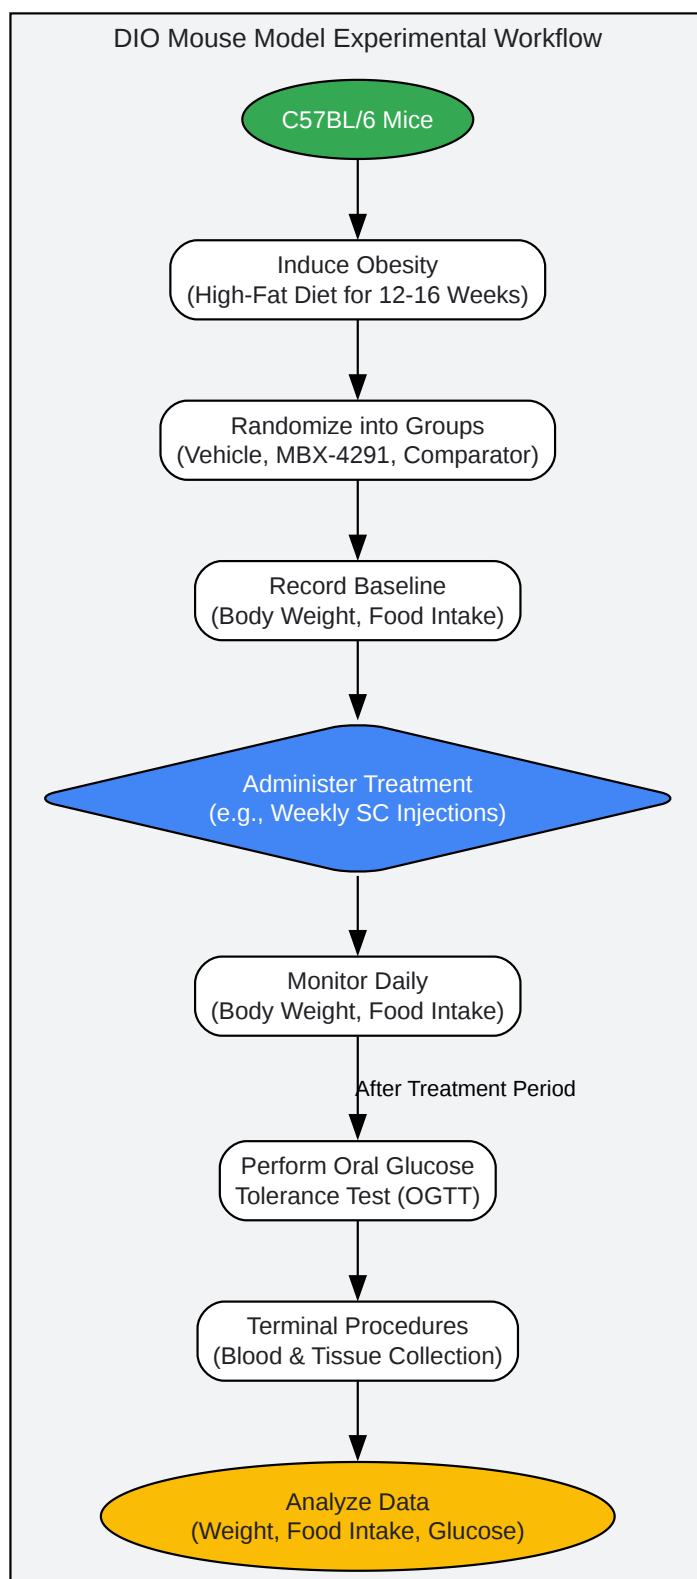 DIO Mouse Model Experimental Workflow
C57BL/6 Mice
Induce Obesity
(High-Fat Diet for 12-16 Weeks)
Randomize into Groups
(Vehicle, MBX-4291, Comparator)
Record Baseline
(Body Weight, Food Intake)
Administer Treatment
(e.g., Weekly SC Injections)
Monitor Daily
(Body Weight, Food Intake)
After Treatment Period
Perform Oral Glucose
Tolerance Test (OGTT)
Terminal Procedures
(Blood & Tissue Collection)
Analyze Data
(Weight, Food Intake, Glucose)